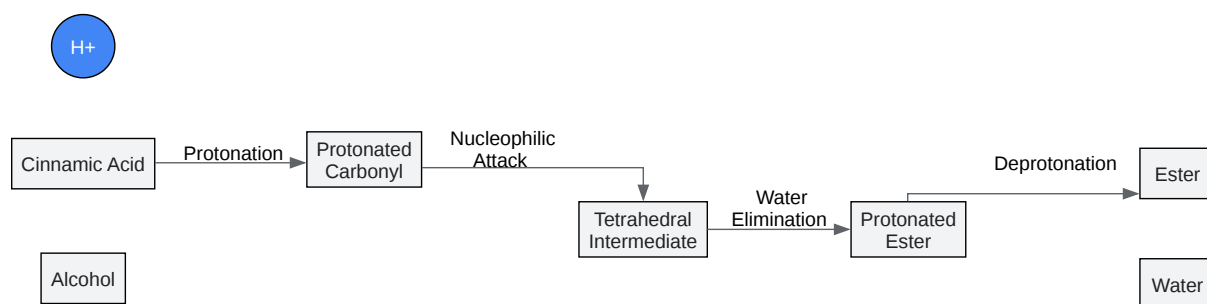 H+
Cinnamic Acid
Protonation
Protonated
Carbonyl
Nucleophilic
Attack
Tetrahedral
Intermediate
Water
Elimination
Protonated
Ester
Deprotonation
Ester
Alcohol
Water